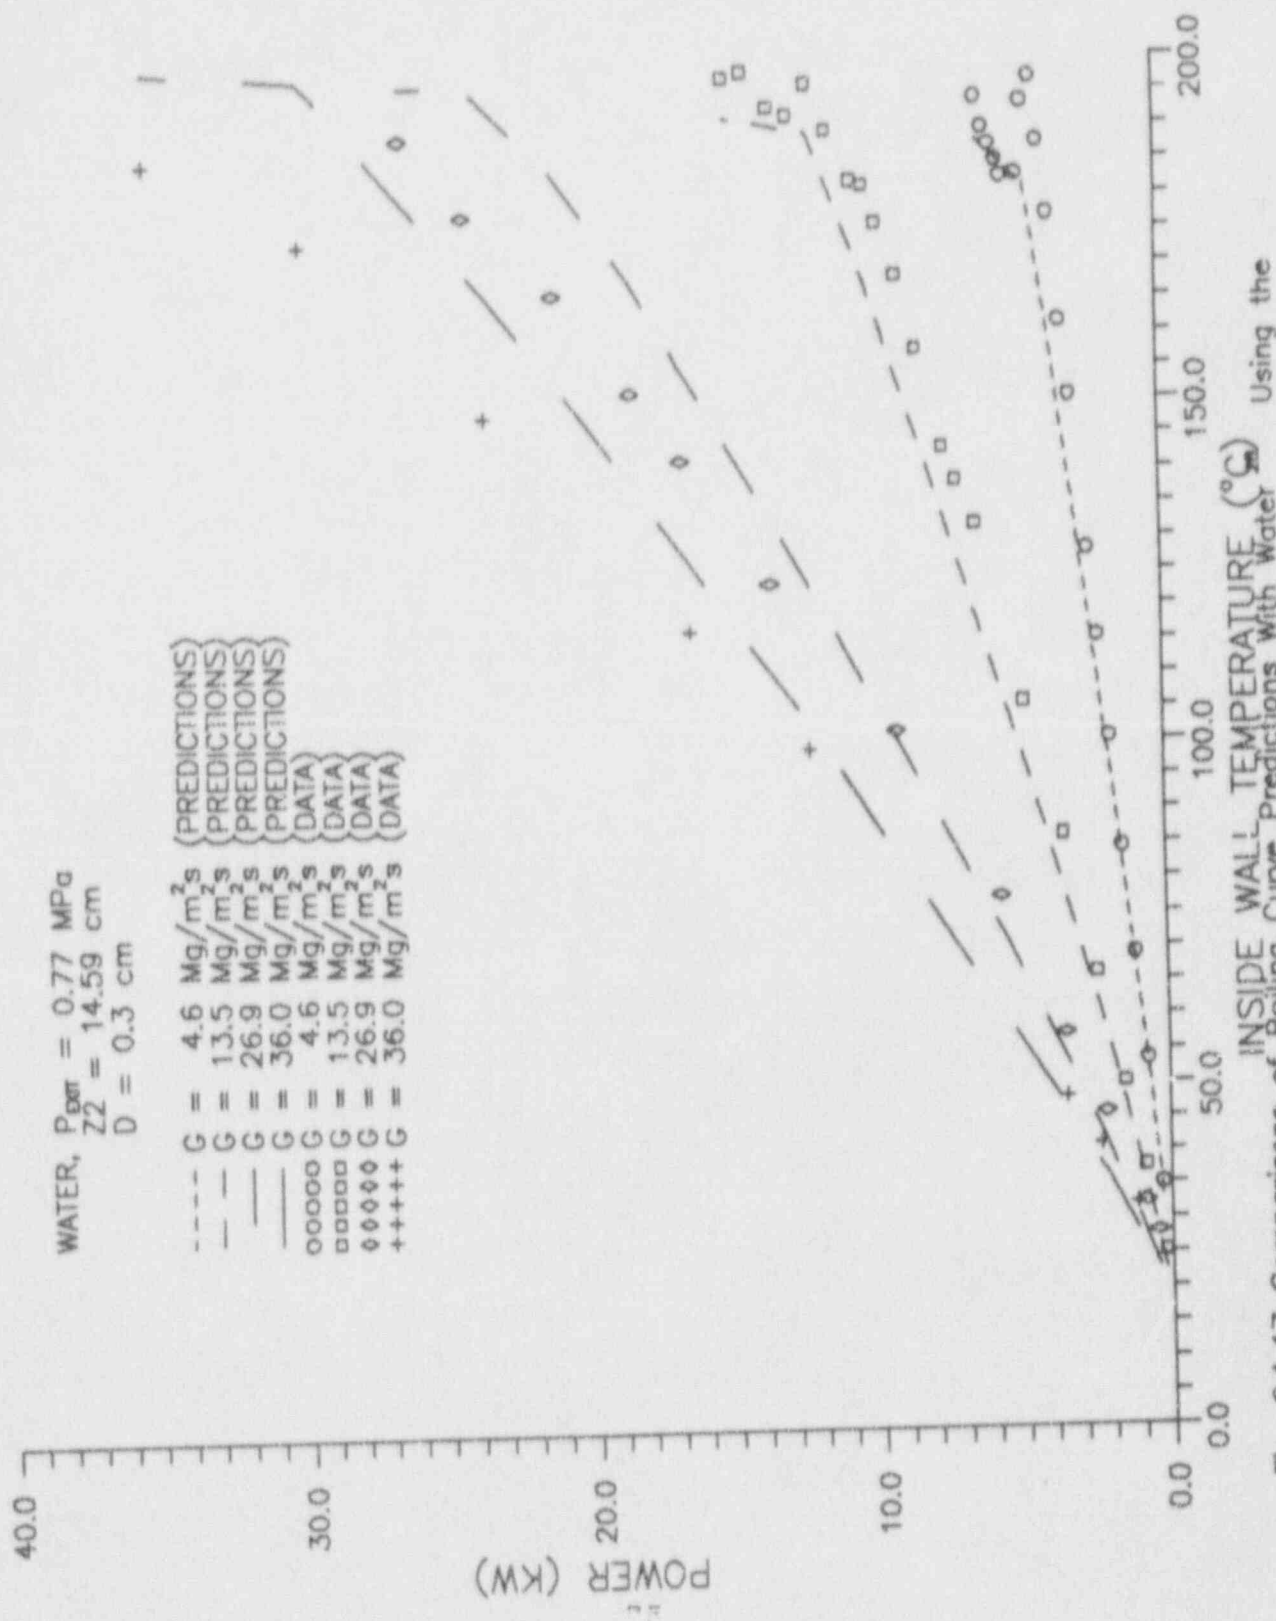 WATER, PEXIT = 0.77 MPa
Z2 = 14.59 cm
D = 0.3 cm
G = 4.6 Mg/m²s (PREDICTIONS)
G = 13.5 Mg/m²s (PREDICTIONS)
G = 26.9 Mg/m²s (PREDICTIONS)
G = 36.0 Mg/m²s (PREDICTIONS)
G = 4.6 Mg/m²s (DATA)
G = 13.5 Mg/m²s (DATA)
G = 26.9 Mg/m²s (DATA)
G = 36.0 Mg/m²s (DATA)
40.0
30.0
20.0
10.0
0.0
POWER (KW)
0.0
50.0
100.0
150.0
200.0
INSIDE WALL TEMPERATURE (°C)
of Boiling Curve Predictions With Water Using the